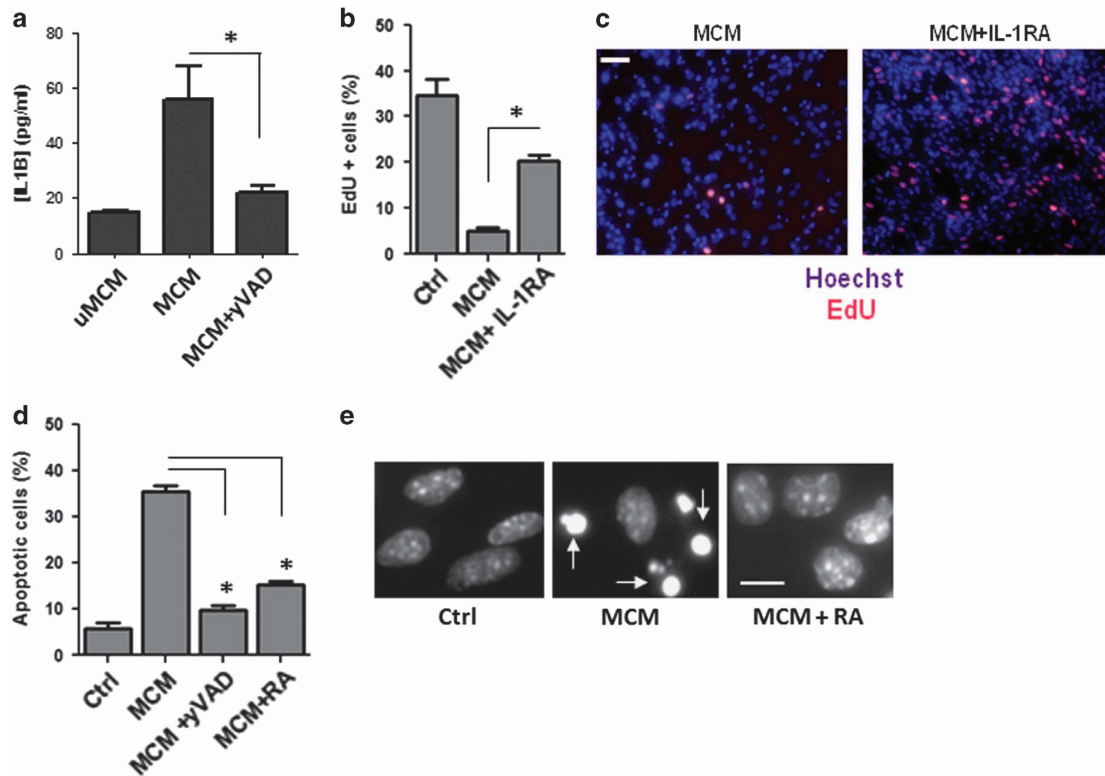 a
[IL1B] (pg/ml)
80
60
40
20
0
*
uMCM
MCM
MCM+yVAD
b
EdU + cells (%)
50
40
30
20
10
0
*
Ctrl
MCM
MCM+ IL-1RA
c
MCM
MCM+IL-1RA
Hoechst
EdU
d
Apoptotic cells (%)
50
40
30
20
10
0
*
*
Ctrl
MCM
MCM +yVAD
MCM+RA
e
Ctrl
MCM
MCM + RA